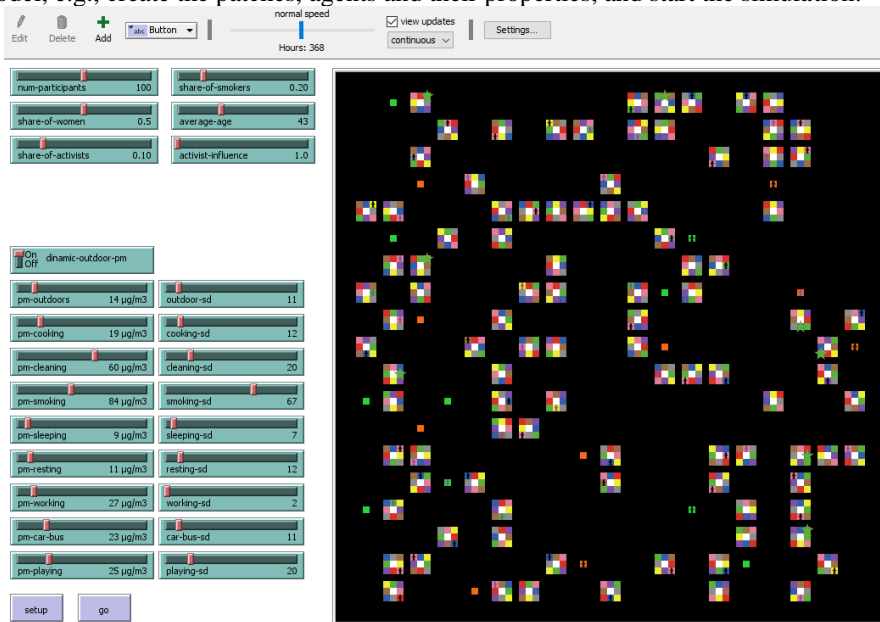 model, e.g., create the patches, agents and their properties, and start the simulation.
Edit
Delete
Add
abc Button
normal speed
Hours: 368
view updates
continuous
Settings...
num-participants 100
share-of-smokers 0.20
share-of-women 0.5
average-age 43
share-of-activists 0.10
activist-influence 1.0
On
Off
dinamic-outdoor-pm
pm-outdoors 14 µg/m3
outdoor-sd 11
pm-cooking 19 µg/m3
cooking-sd 12
pm-cleaning 60 µg/m3
cleaning-sd 20
pm-smoking 84 µg/m3
smoking-sd 67
pm-sleeping 9 µg/m3
sleeping-sd 7
pm-resting 11 µg/m3
resting-sd 12
pm-working 27 µg/m3
working-sd 2
pm-car-bus 23 µg/m3
car-bus-sd 11
pm-playing 25 µg/m3
playing-sd 20
setup
go